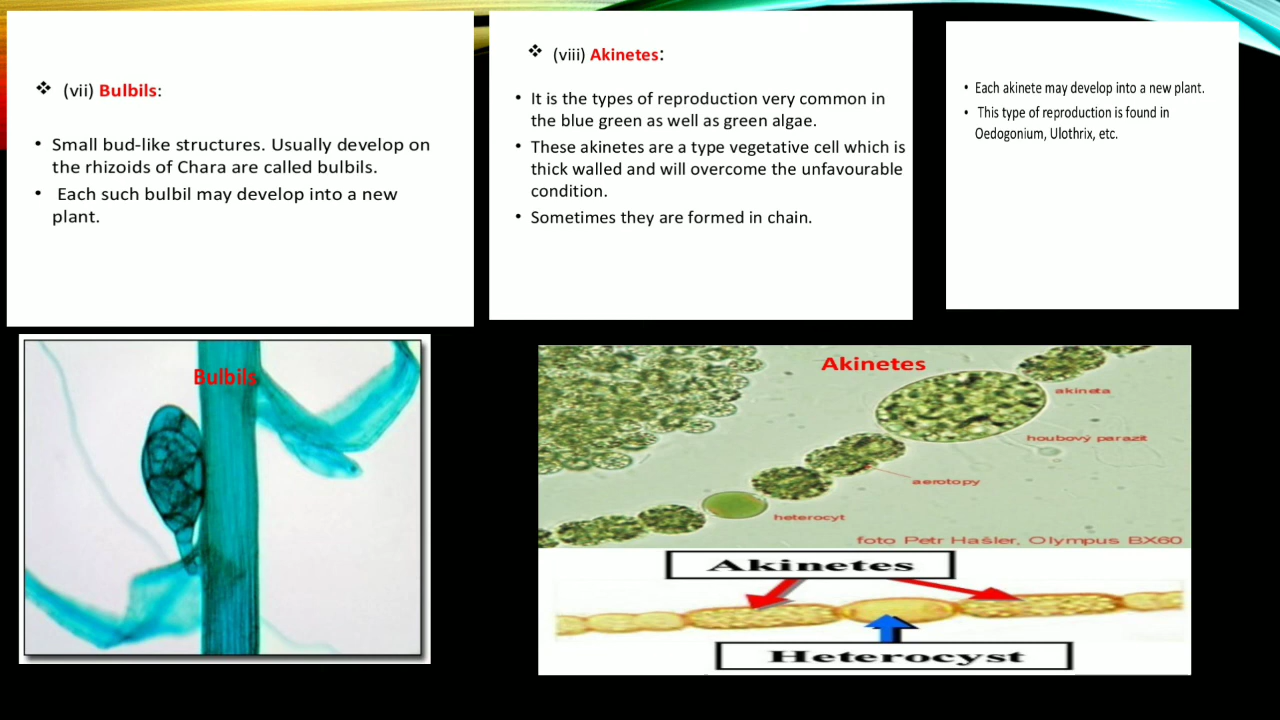 ❖ (vii) Bulbils:
• Small bud-like structures. Usually develop on
the rhizoids of Chara are called bulbils.
• Each such bulbil may develop into a new
plant.
❖ (viii) Akinetes:
• It is the types of reproduction very common in
the blue green as well as green algae.
• These akinetes are a type vegetative cell which is
thick walled and will overcome the unfavourable
condition.
• Sometimes they are formed in chain.
• Each akinete may develop into a new plant.
• This type of reproduction is found in
Oedogonium, Ulothrix, etc.
Bulbils
Akinetes
akineta
houbový parazit
aerotopy
heterocyt
foto Petr Hašler, Olympus BX60
Akinetes
Heterocyst